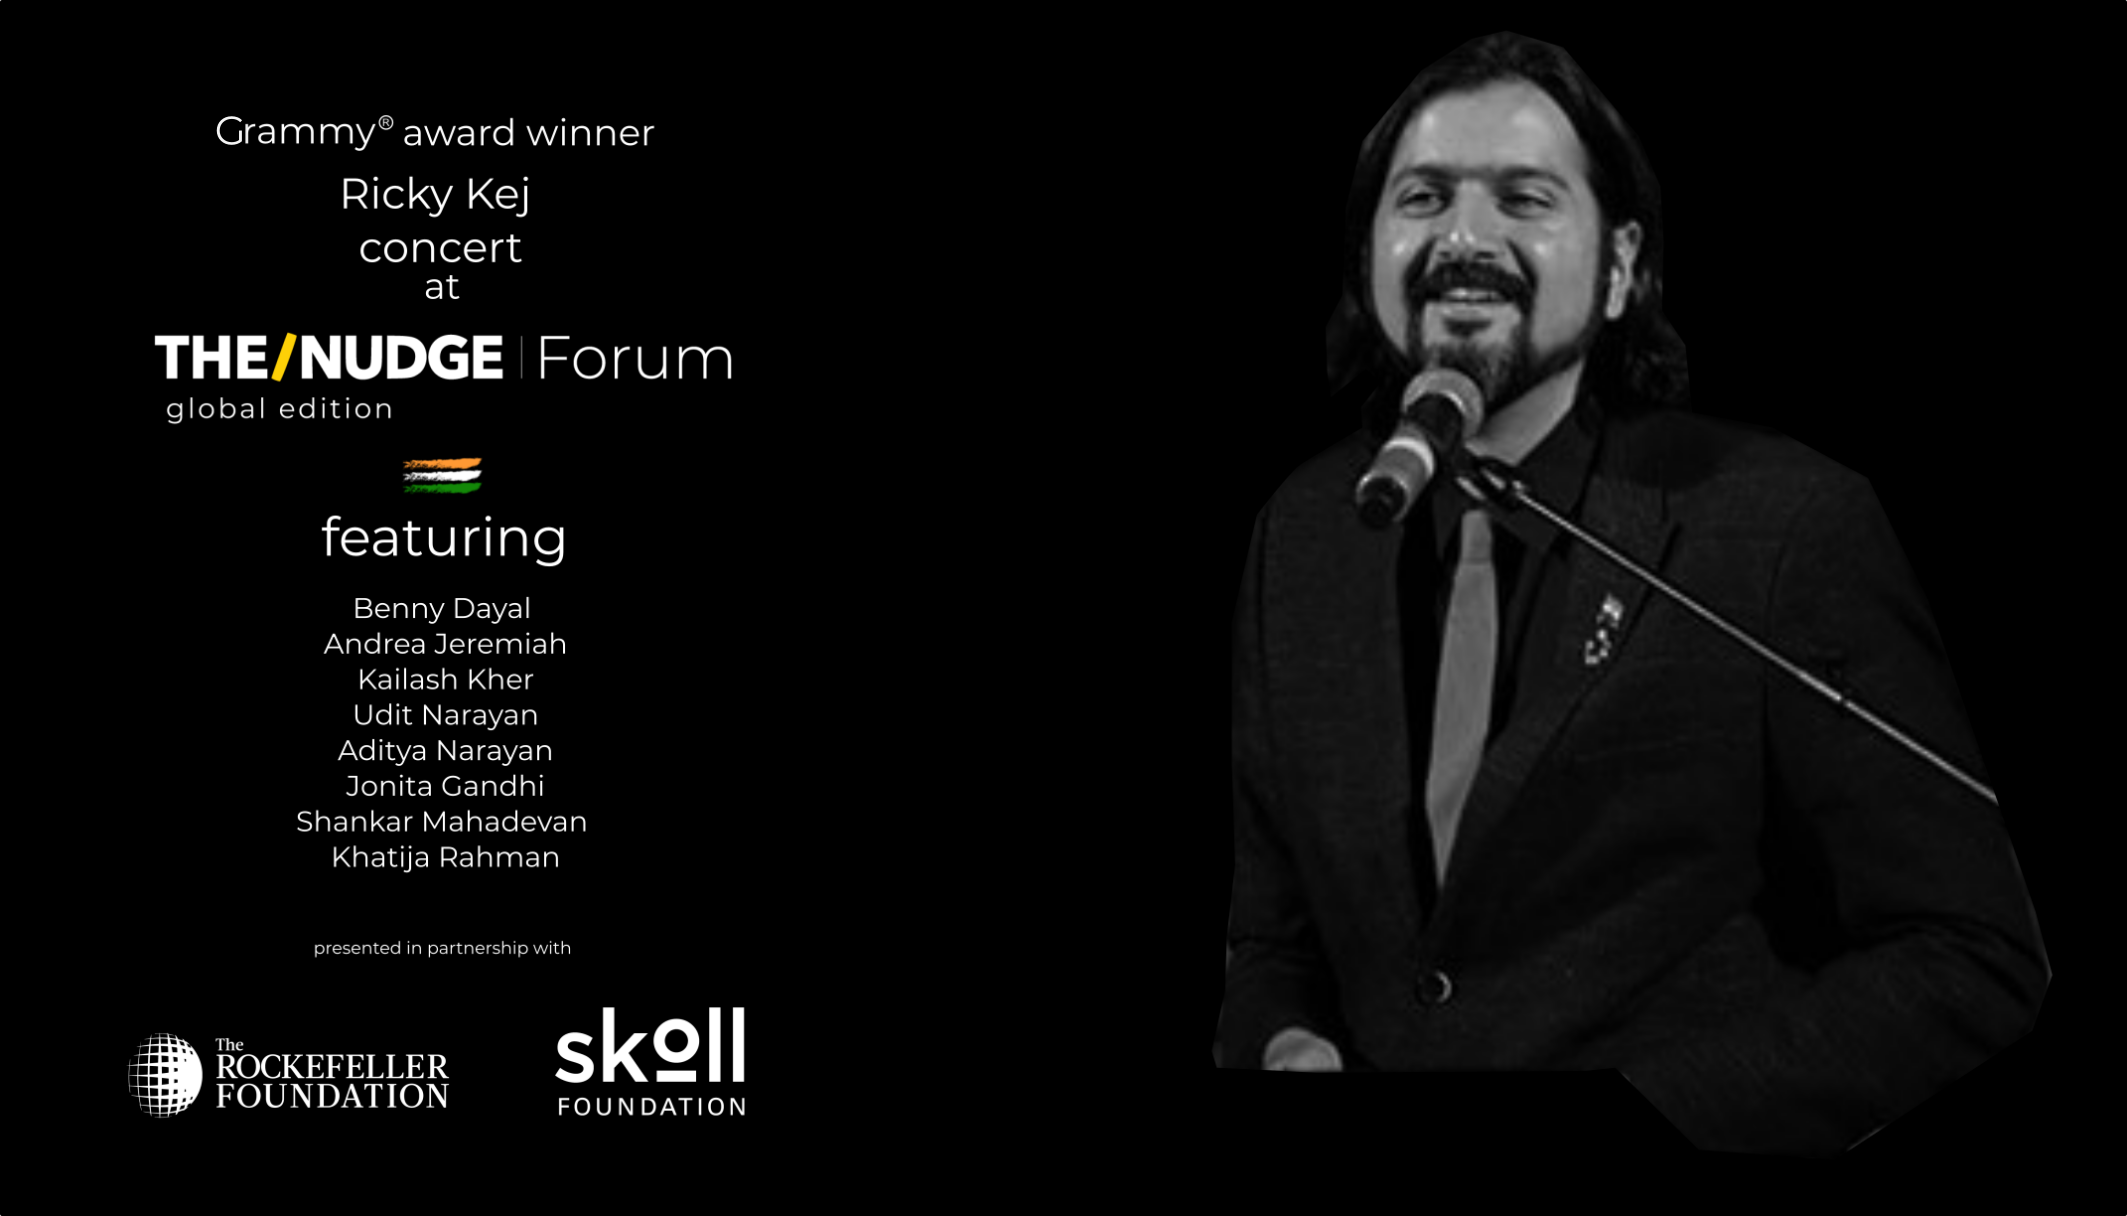 Grammy® award winner
Ricky Kej
concert
at
THE/NUDGE | Forum
global edition
featuring
Benny Dayal
Andrea Jeremiah
Kailash Kher
Udit Narayan
Aditya Narayan
Jonita Gandhi
Shankar Mahadevan
Khatija Rahman
presented in partnership with
The
ROCKEFELLER
FOUNDATION
skoll
FOUNDATION